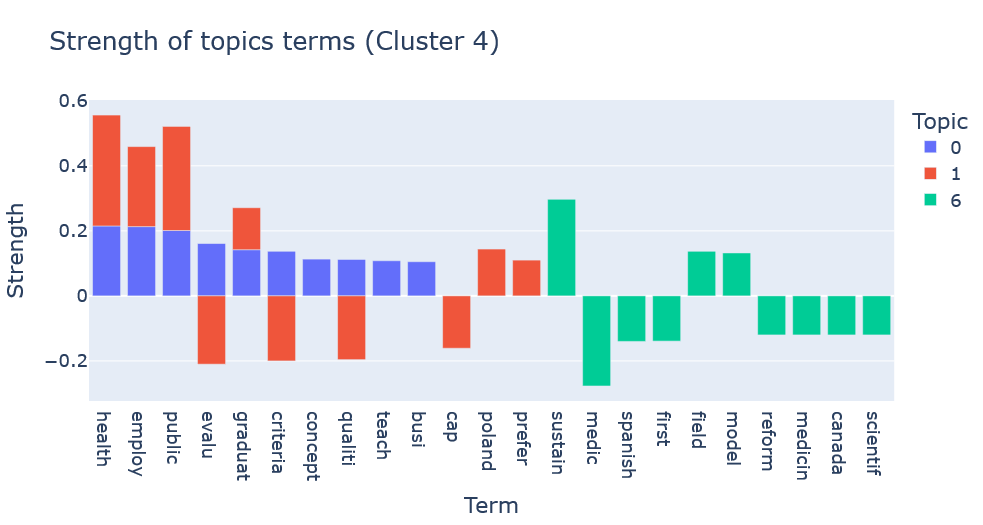 Strength of topics terms (Cluster 4)
Topic
0
1
6
Strength
0.6
0.4
0.2
0
−0.2
health
employ
public
evalu
graduat
criteria
concept
qualiti
teach
busi
cap
poland
prefer
sustain
medic
spanish
first
field
model
reform
medicin
canada
scientif
Term